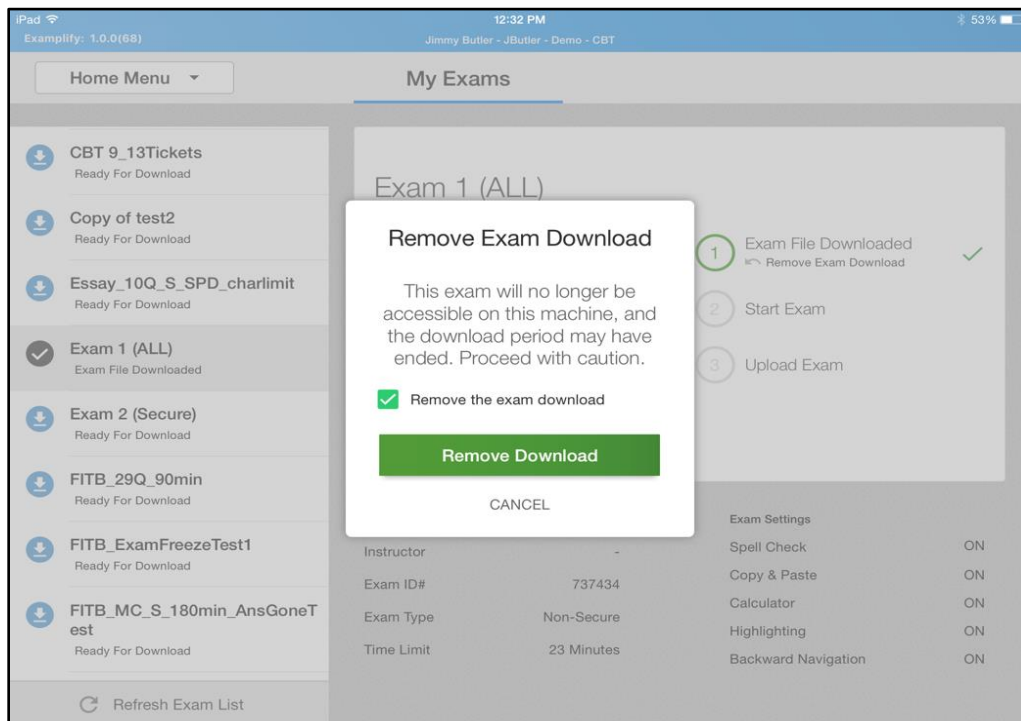 iPad 12:32 PM 53%
Examplify: 1.0.0(68) Jimmy Butler - JButler - Demo - CBT
Home Menu My Exams
CBT 9_13Tickets
Ready For Download
Copy of test2
Ready For Download
Essay_10Q_S_SPD_charlimit
Ready For Download
Exam 1 (ALL)
Exam File Downloaded
Exam 2 (Secure)
Ready For Download
FITB_29Q_90min
Ready For Download
FITB_ExamFreezeTest1
Ready For Download
FITB_MC_S_180min_AnsGoneT
est
Ready For Download
Refresh Exam List
Exam 1 (ALL)
1 Exam File Downloaded
Remove Exam Download
2 Start Exam
3 Upload Exam
Remove Exam Download
This exam will no longer be
accessible on this machine, and
the download period may have
ended. Proceed with caution.
Remove the exam download
Remove Download
CANCEL
Instructor -
Exam ID# 737434
Exam Type Non-Secure
Time Limit 23 Minutes
Exam Settings
Spell Check ON
Copy & Paste ON
Calculator ON
Highlighting ON
Backward Navigation ON